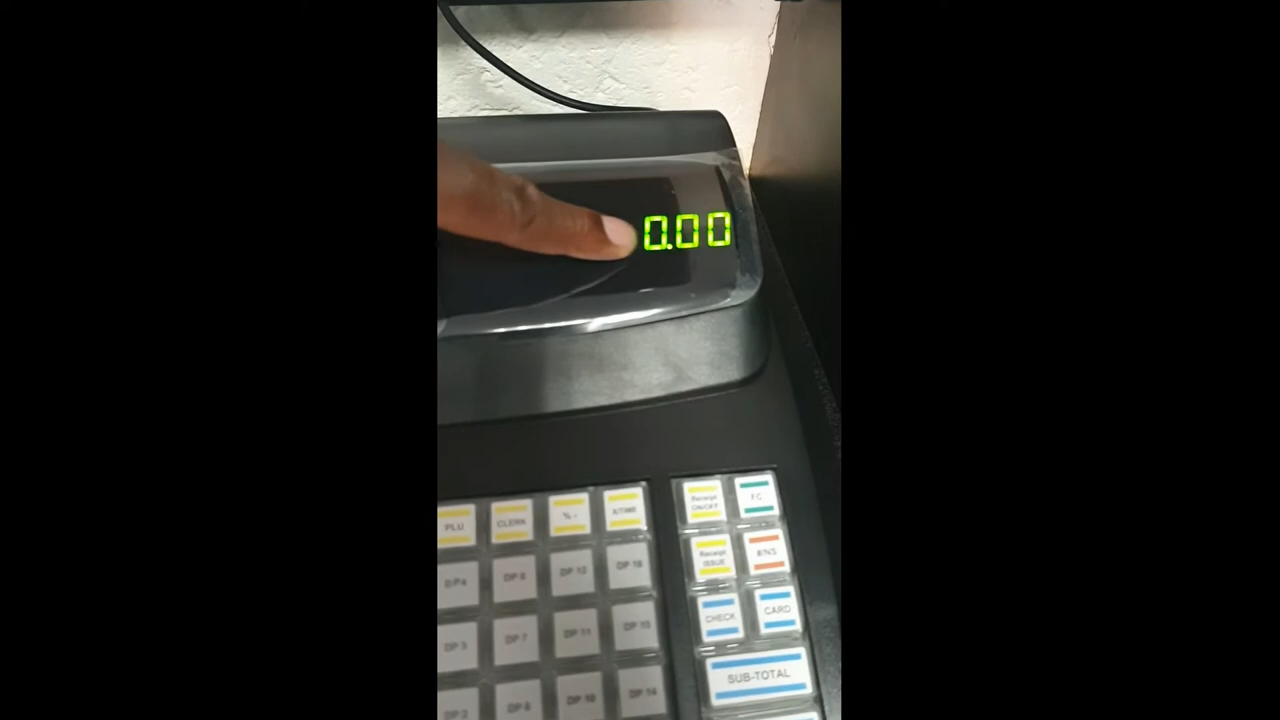 0.00
Receipt ON/OFF
FC
PLU
CLERK
% -
X/TIME
Receipt ISSUE
#/NS
DP 4
DP 8
DP 12
DP 16
CHECK
CARD
DP 3
DP 7
DP 11
DP 15
SUB-TOTAL
DP 2
DP 6
DP 10
DP 14